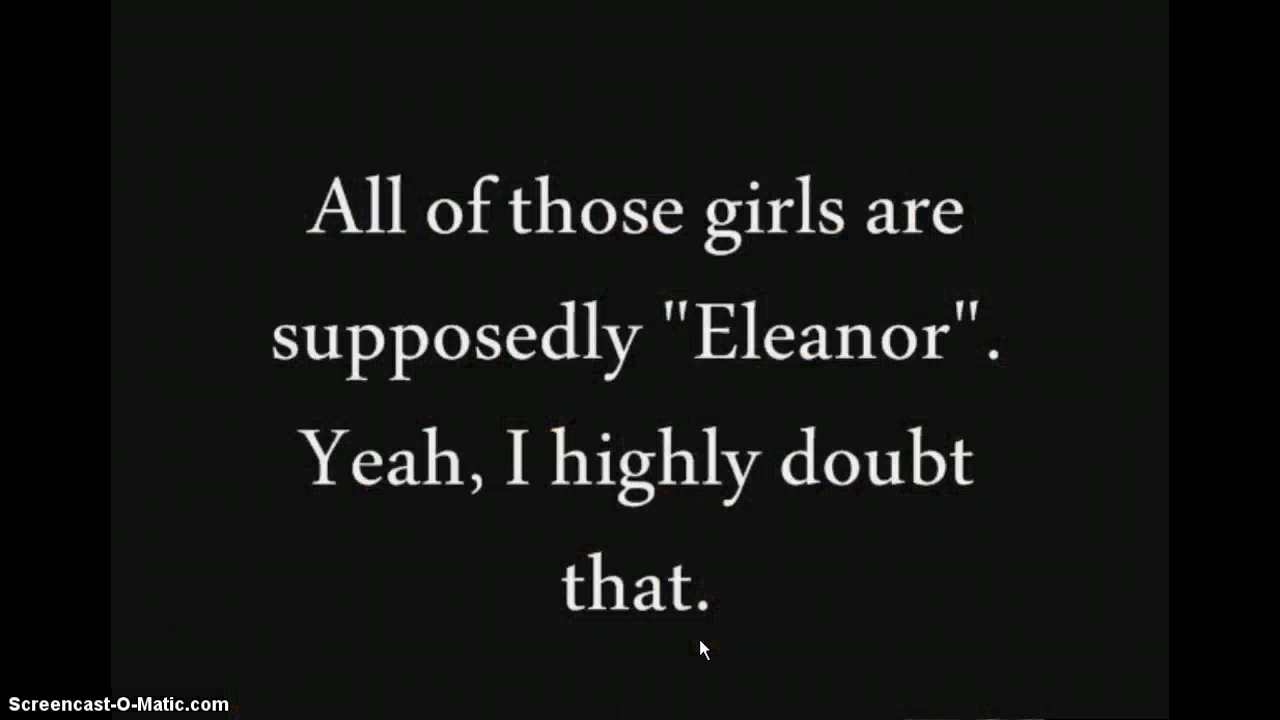 All of those girls are
supposedly "Eleanor".
Yeah, I highly doubt
that.
Screencast-O-Matic.com